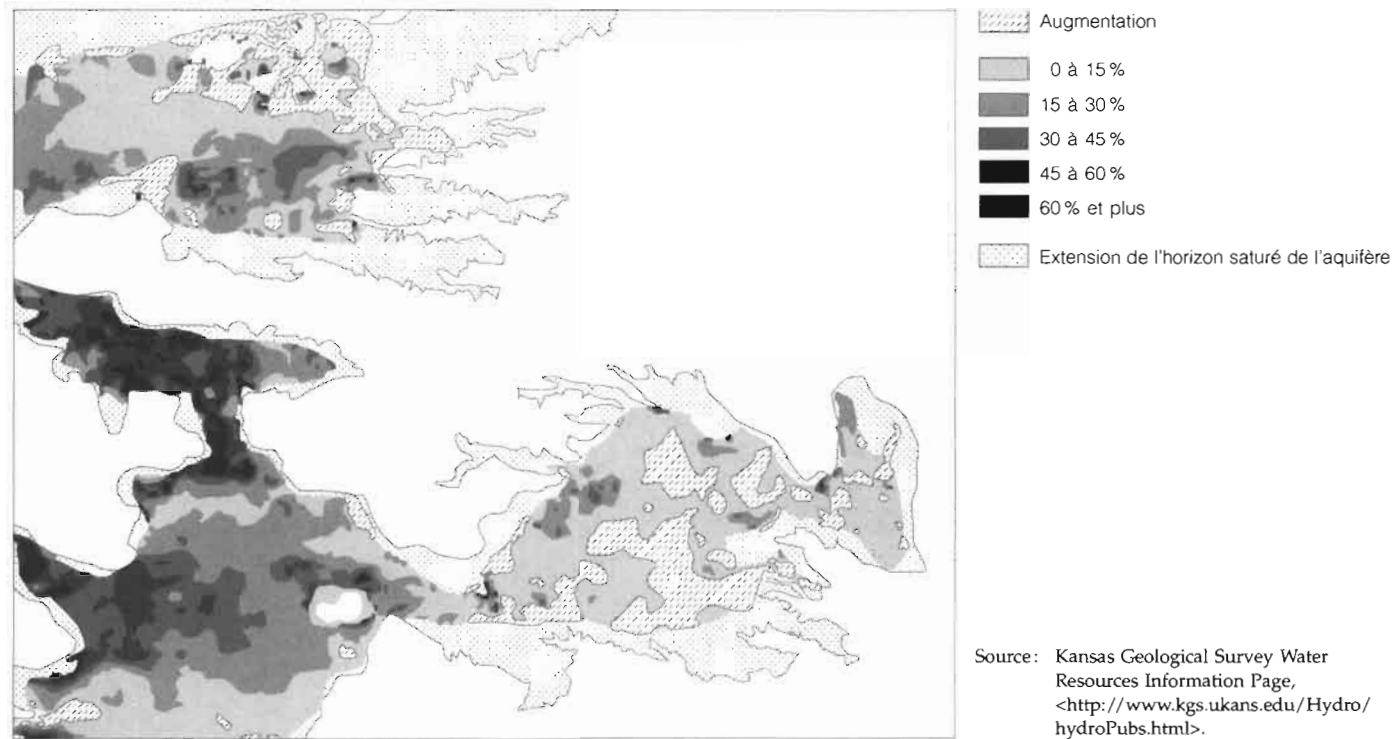 Augmentation
0 à 15 %
15 à 30 %
30 à 45 %
45 à 60 %
60 % et plus
Extension de l'horizon saturé de l'aquifère
Source : Kansas Geological Survey Water
Resources Information Page,
<http://www.kgs.ukans.edu/Hydro/
hydroPubs.html>.